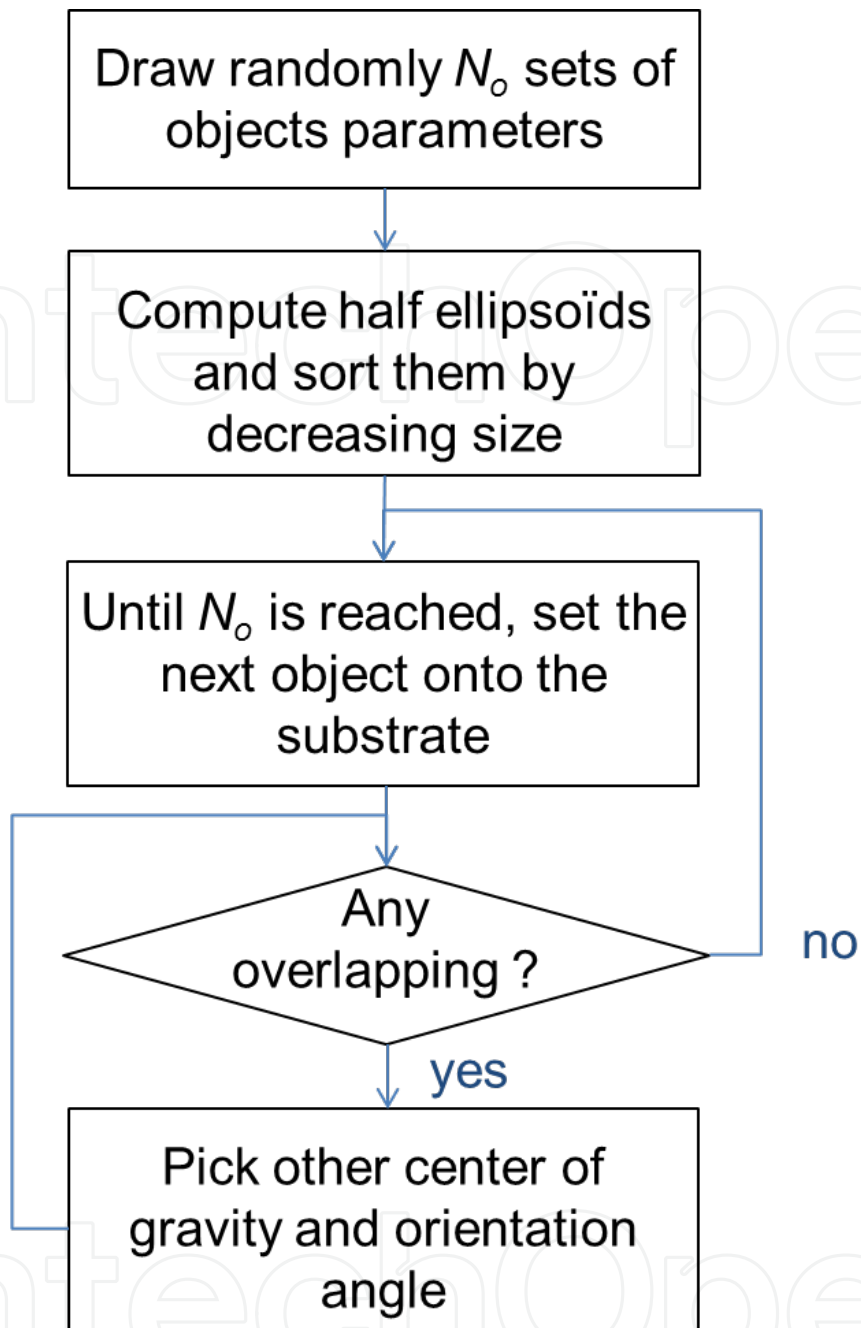 Draw randomly Nₒ sets of
objects parameters
Compute half ellipsoïds
and sort them by
decreasing size
Until Nₒ is reached, set the
next object onto the
substrate
Any
overlapping ?
no
yes
Pick other center of
gravity and orientation
angle